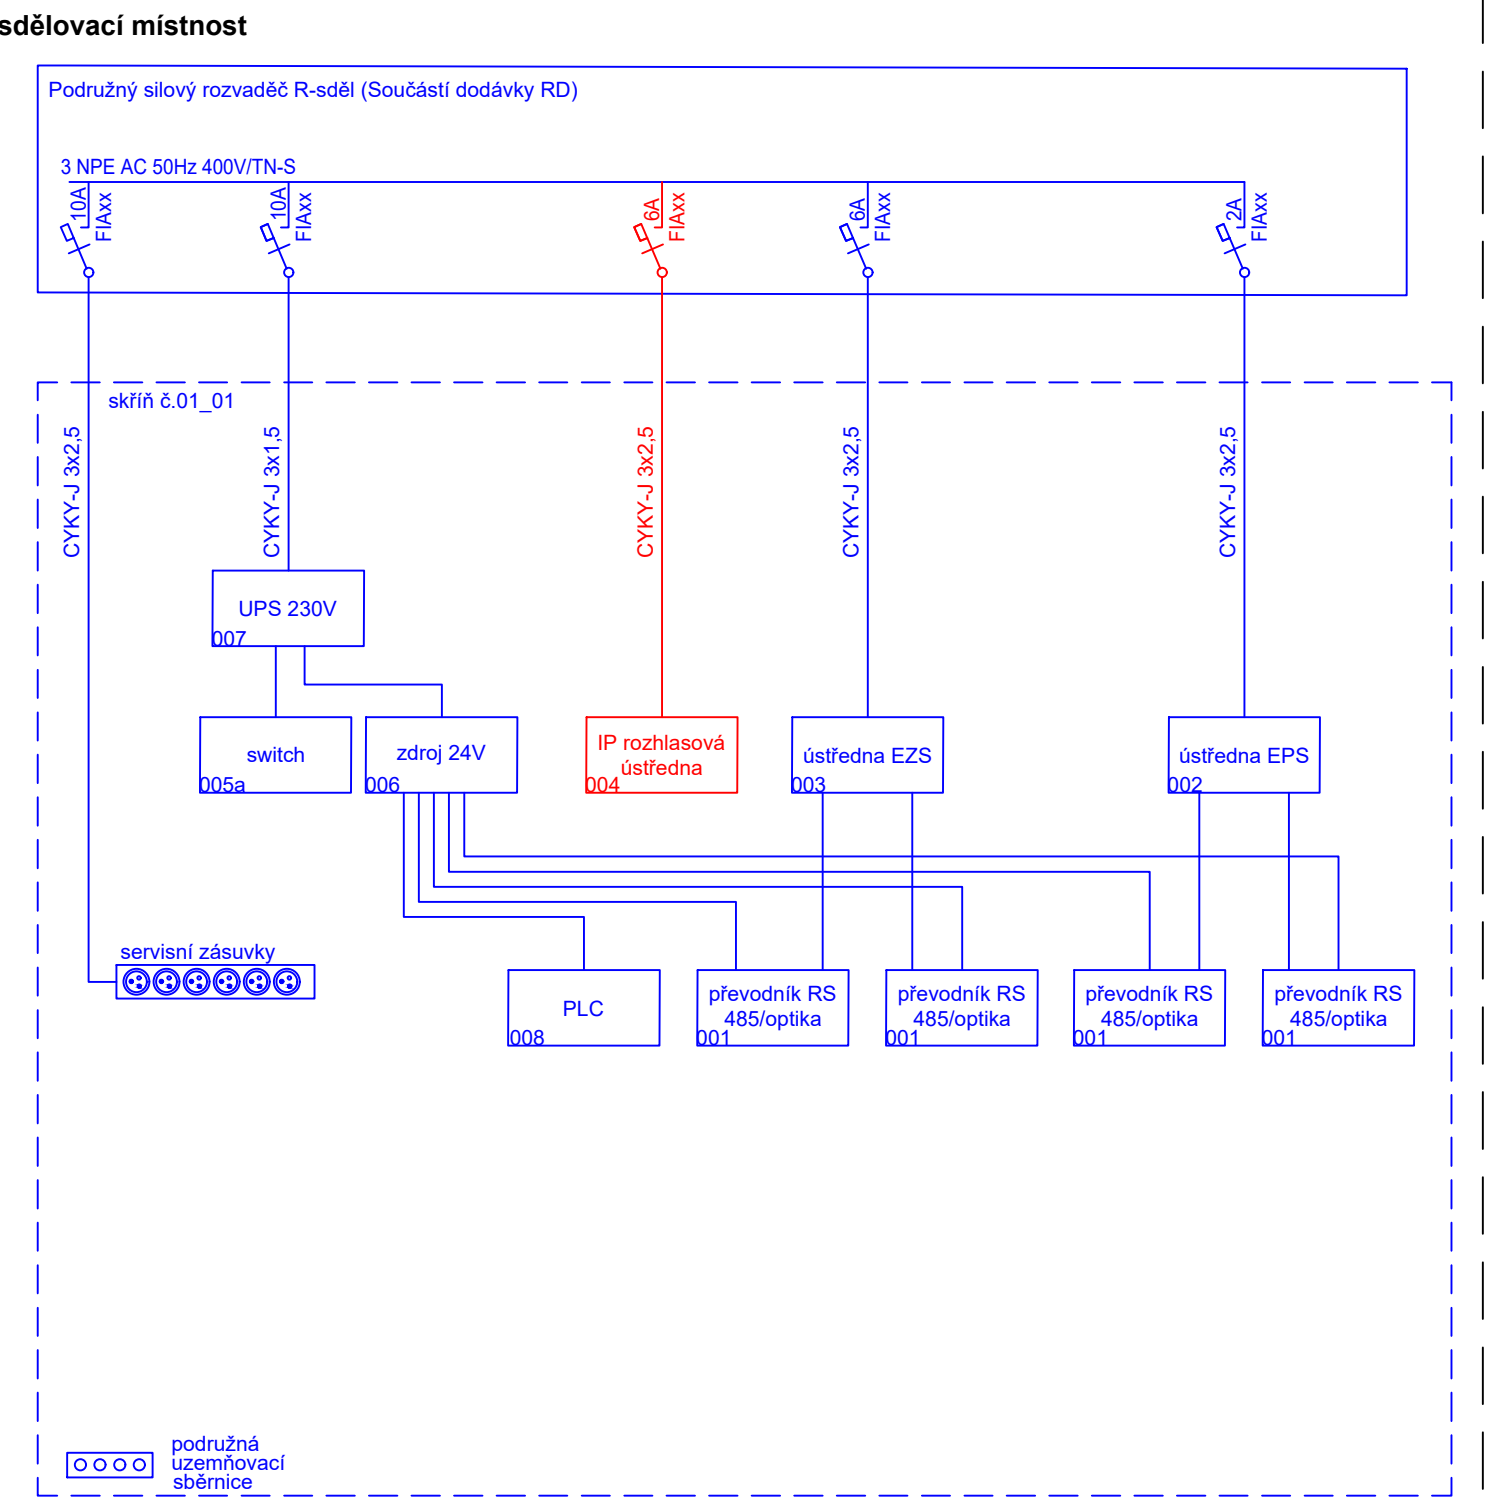 sdělovací místnost
Podružný silový rozvaděč R-sděl (Součástí dodávky RD)
3 NPE AC 50Hz 400V/TN-S
10A
FIAxx
10A
FIAxx
6A
FIAxx
6A
FIAxx
2A
FIAxx
skříň č.01_01
CYKY-J 3x2,5
CYKY-J 3x1,5
CYKY-J 3x2,5
CYKY-J 3x2,5
CYKY-J 3x2,5
UPS 230V
007
switch
005a
zdroj 24V
006
IP rozhlasová
ústředna
004
ústředna EZS
003
ústředna EPS
002
servisní zásuvky
PLC
008
převodník RS
485/optika
001
převodník RS
485/optika
001
převodník RS
485/optika
001
převodník RS
485/optika
001
podružná
uzemňovací
sběrnice